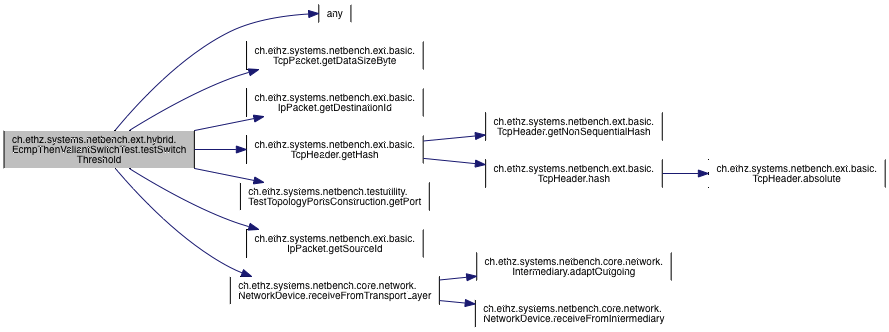 any
ch.ethz.systems.netbench.ext.basic.
TcpPacket.getDataSizeByte
ch.ethz.systems.netbench.ext.basic.
IpPacket.getDestinationId
ch.ethz.systems.netbench.ext.hybrid.
EcmpThenValiantSwitchTest.testSwitch
Threshold
ch.ethz.systems.netbench.ext.basic.
TcpHeader.getHash
ch.ethz.systems.netbench.ext.basic.
TcpHeader.getNonSequentialHash
ch.ethz.systems.netbench.ext.basic.
TcpHeader.hash
ch.ethz.systems.netbench.ext.basic.
TcpHeader.absolute
ch.ethz.systems.netbench.testutility.
TestTopologyPortsConstruction.getPort
ch.ethz.systems.netbench.ext.basic.
IpPacket.getSourceId
ch.ethz.systems.netbench.core.network.
NetworkDevice.receiveFromTransportLayer
ch.ethz.systems.netbench.core.network.
Intermediary.adaptOutgoing
ch.ethz.systems.netbench.core.network.
NetworkDevice.receiveFromIntermediary